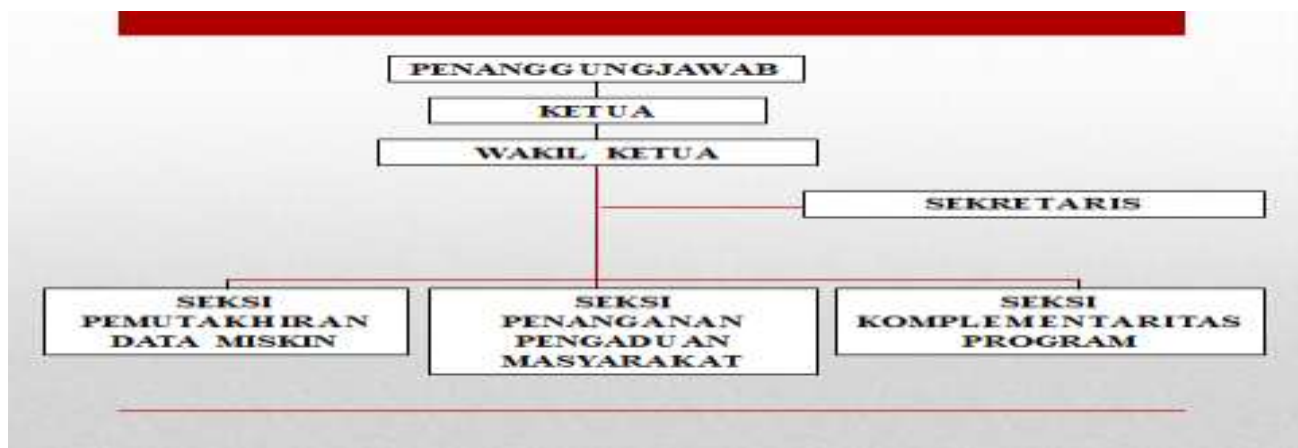 PENANGGUNGJAWAB
KETUA
WAKIL KETUA
SEKRETARIS
SEKSI
PEMUTAKHIRAN
DATA MISKIN
SEKSI
PENANGANAN
PENGADUAN
MASYARAKAT
SEKSI
KOMPLEMENTARITAS
PROGRAM